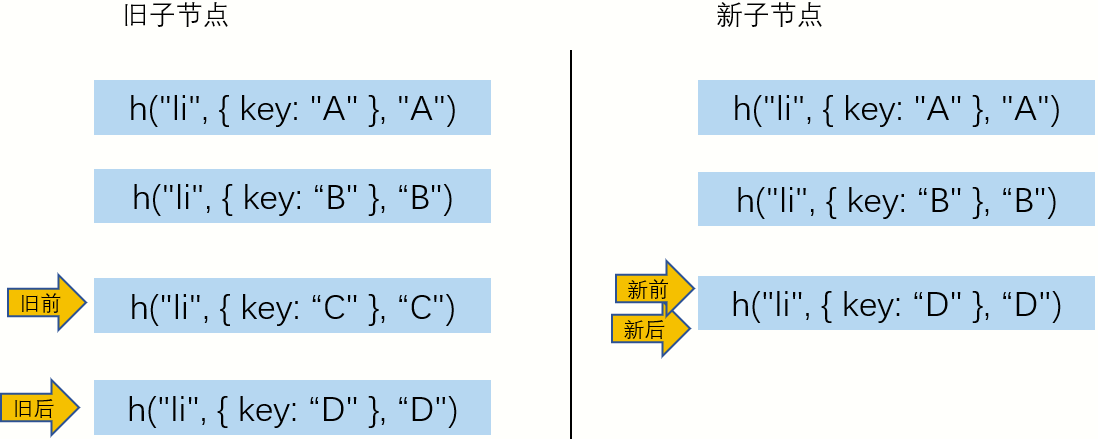 旧子节点
h("li", { key: "A" }, "A")
h("li", { key: “B" }, “B")
旧前
h("li", { key: “C" }, “C")
旧后
h("li", { key: “D" }, “D")
新子节点
h("li", { key: "A" }, "A")
h("li", { key: “B" }, “B")
新前
新后
h("li", { key: “D" }, “D")